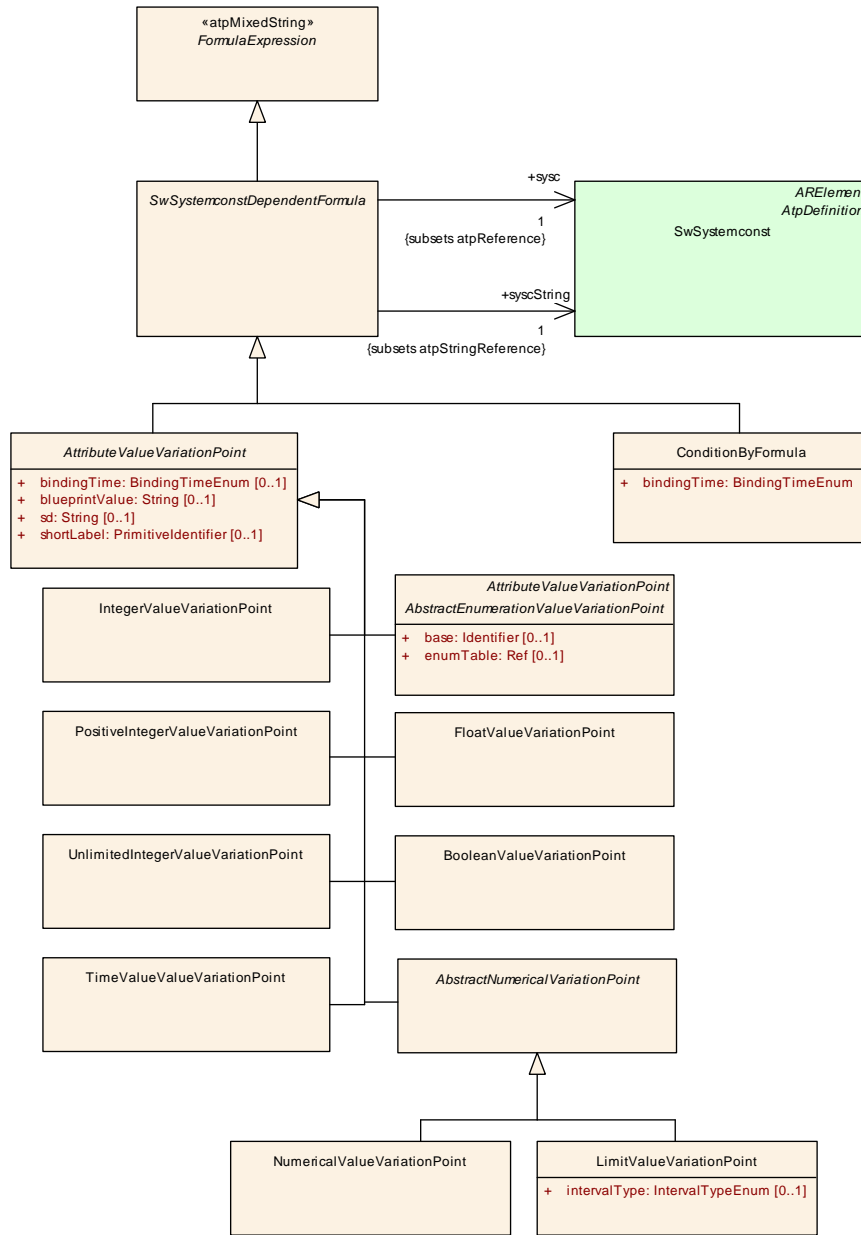 «atpMixedString»
FormulaExpression
SwSystemconstDependentFormula
+sysc
1
{subsets atpReference}
+syscString
1
{subsets atpStringReference}
ARElemen
AtpDefinition
SwSystemconst
AttributeValueVariationPoint
+ bindingTime: BindingTimeEnum [0..1]
+ blueprintValue: String [0..1]
+ sd: String [0..1]
+ shortLabel: PrimitiveIdentifier [0..1]
ConditionByFormula
+ bindingTime: BindingTimeEnum
IntegerValueVariationPoint
AttributeValueVariationPoint
AbstractEnumerationValueVariationPoint
+ base: Identifier [0..1]
+ enumTable: Ref [0..1]
PositiveIntegerValueVariationPoint
FloatValueVariationPoint
UnlimitedIntegerValueVariationPoint
BooleanValueVariationPoint
TimeValueValueVariationPoint
AbstractNumericalVariationPoint
NumericalValueVariationPoint
LimitValueVariationPoint
+ intervalType: IntervalTypeEnum [0..1]